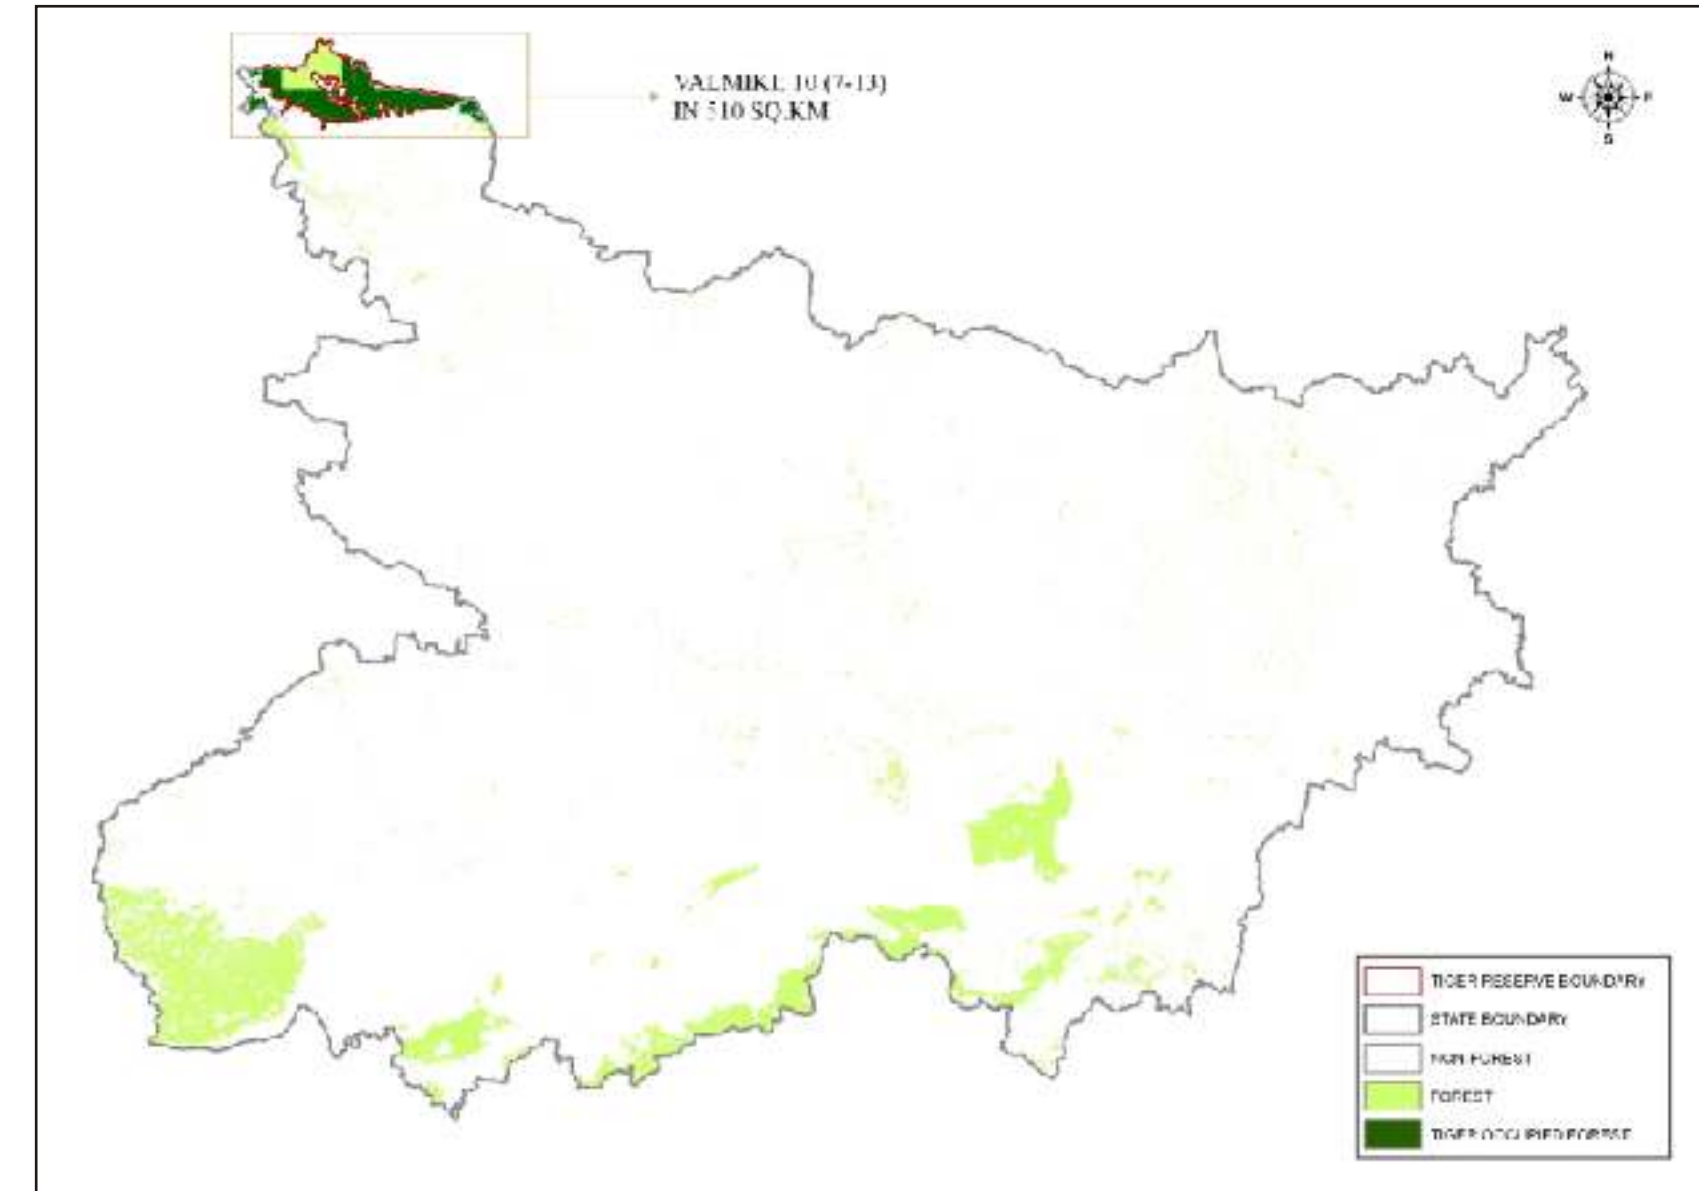 VALMIKI, 10 (7-13)
IN 510 SQ.KM
N
W
E
S
TIGER RESERVE BOUNDARY
STATE BOUNDARY
NON FOREST
FOREST
TIGER OCCUPIED FOREST